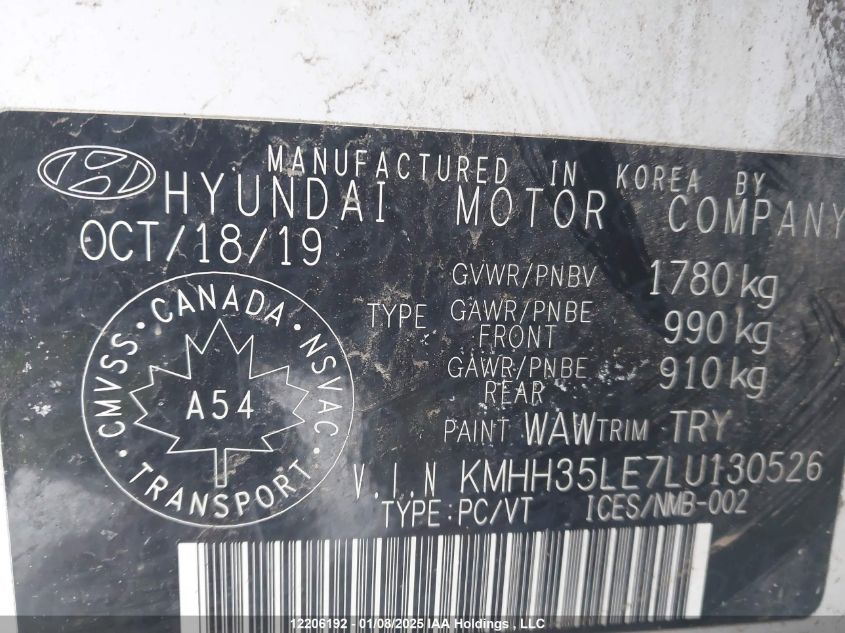 MANUFACTURED IN KOREA BY
HYUNDAI MOTOR COMPANY
OCT/18/19
GVWR/PNBV 1780 kg
TYPE GAWR/PNBE FRONT 990 kg
GAWR/PNBE REAR 910 kg
PAINT WAW TRIM TRY
V.I.N KMHH35LE7LU130526
TYPE:PC/VT ICES/NMB-002
CMVSS · CANADA · NSVAC
A54
· TRANSPORT ·
12206192 - 01/08/2025 IAA Holdings , LLC